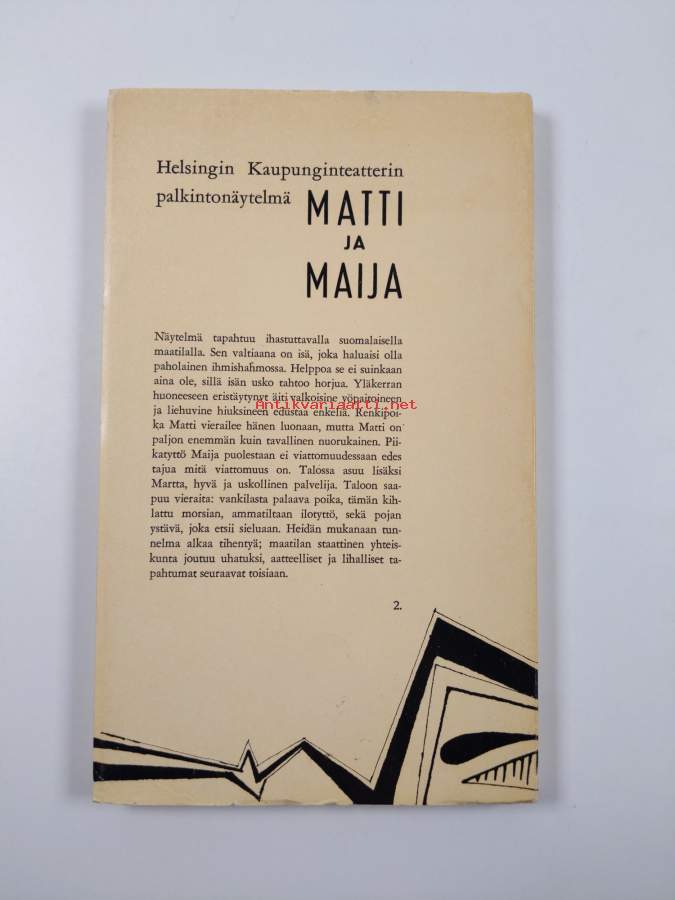 Helsingin Kaupunginteatterin
palkintonäytelmä MATTI
JA
MAIJA
Näytelmä tapahtuu ihastuttavalla suomalaisella
maatilalla. Sen valtiaana on isä, joka haluaisi olla
paholainen ihmishahmossa. Helppoa se ei suinkaan
aina ole, sillä isän usko tahtoo horjua. Yläkerran
huoneeseen eristäytynyt äiti valkoisine yöpaitoineen
ja liehuvine hiuksineen edustaa enkeliä. Renkipoi-
Antikvariaatti.net
ka Matti vierailee hänen luonaan, mutta Matti on
paljon enemmän kuin tavallinen nuorukainen. Pii-
katyttö Maija puolestaan ei viattomuudessaan edes
tajua mitä viattomuus on. Talossa asuu lisäksi
Martta, hyvä ja uskollinen palvelija. Taloon saa-
puu vieraita: vankilasta palaava poika, tämän kih-
lattu morsian, ammatiltaan ilotyttö, sekä pojan
ystävä, joka etsii sieluaan. Heidän mukanaan tun-
nelma alkaa tihentyä; maatilan staattinen yhteis-
kunta joutuu uhatuksi, aatteelliset ja lihalliset ta-
pahtumat seuraavat toisiaan.
2.